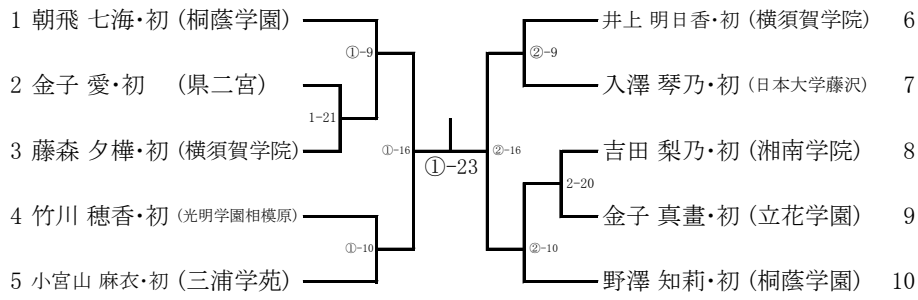 1 朝飛 七海・初 (桐蔭学園)
①-9
2 金子 愛・初 (県二宮)
1-21
3 藤森 夕樺・初 (横須賀学院)
①-16
4 竹川 穂香・初 (光明学園相模原)
①-10
5 小宮山 麻衣・初 (三浦学苑)
①-23
井上 明日香・初 (横須賀学院) 6
②-9
入澤 琴乃・初 (日本大学藤沢) 7
②-16
吉田 梨乃・初 (湘南学院) 8
2-20
金子 真畫・初 (立花学園) 9
②-10
野澤 知莉・初 (桐蔭学園) 10